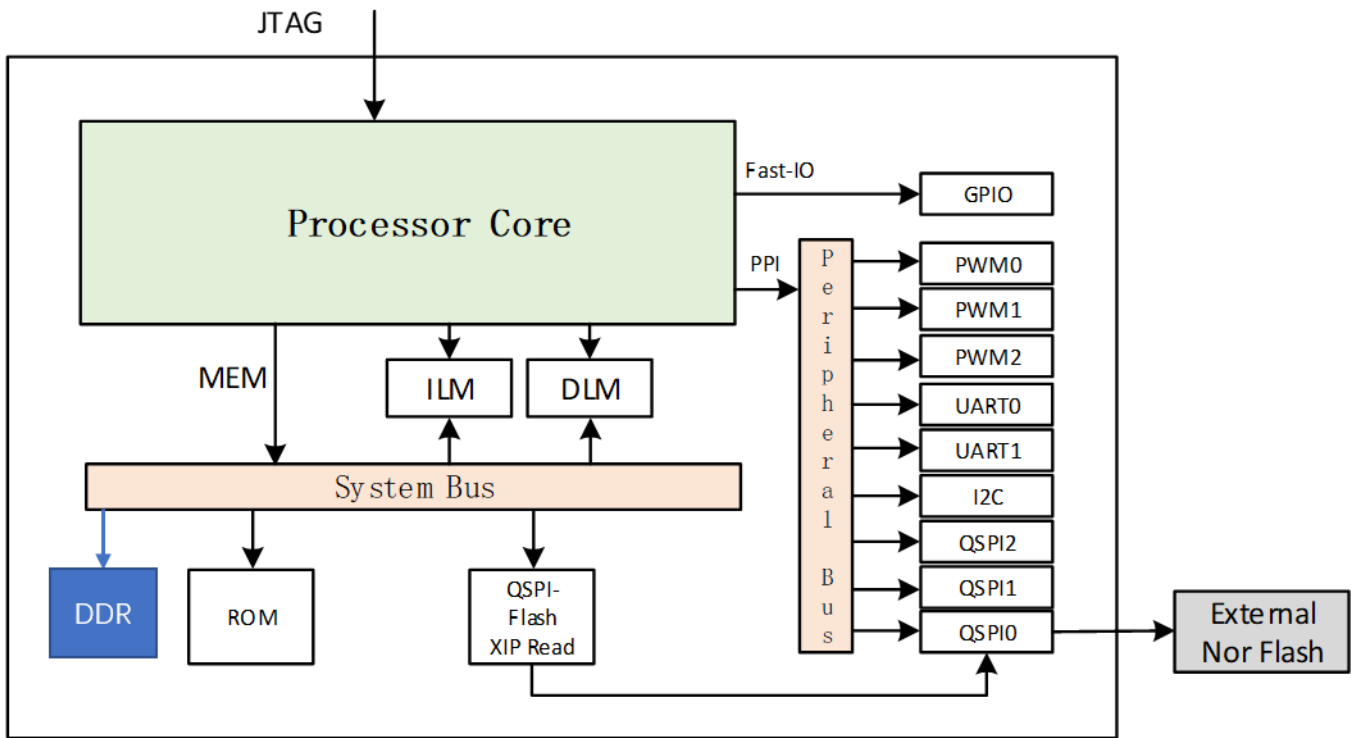 JTAG
Processor Core
Fast-IO
GPIO
PPI
Peripheral Bus
PWM0
PWM1
PWM2
UART0
UART1
I2C
QSPI2
QSPI1
QSPI0
MEM
ILM
DLM
System Bus
DDR
ROM
QSPI-
Flash
XIP Read
External
Nor Flash